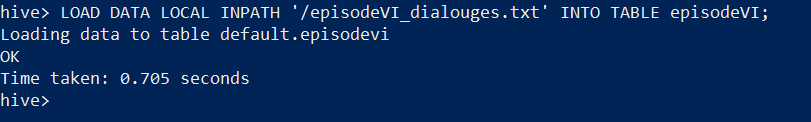 hive> LOAD DATA LOCAL INPATH '/episodeVI_dialouges.txt' INTO TABLE episodeVI;
Loading data to table default.episodevi
OK
Time taken: 0.705 seconds
hive>